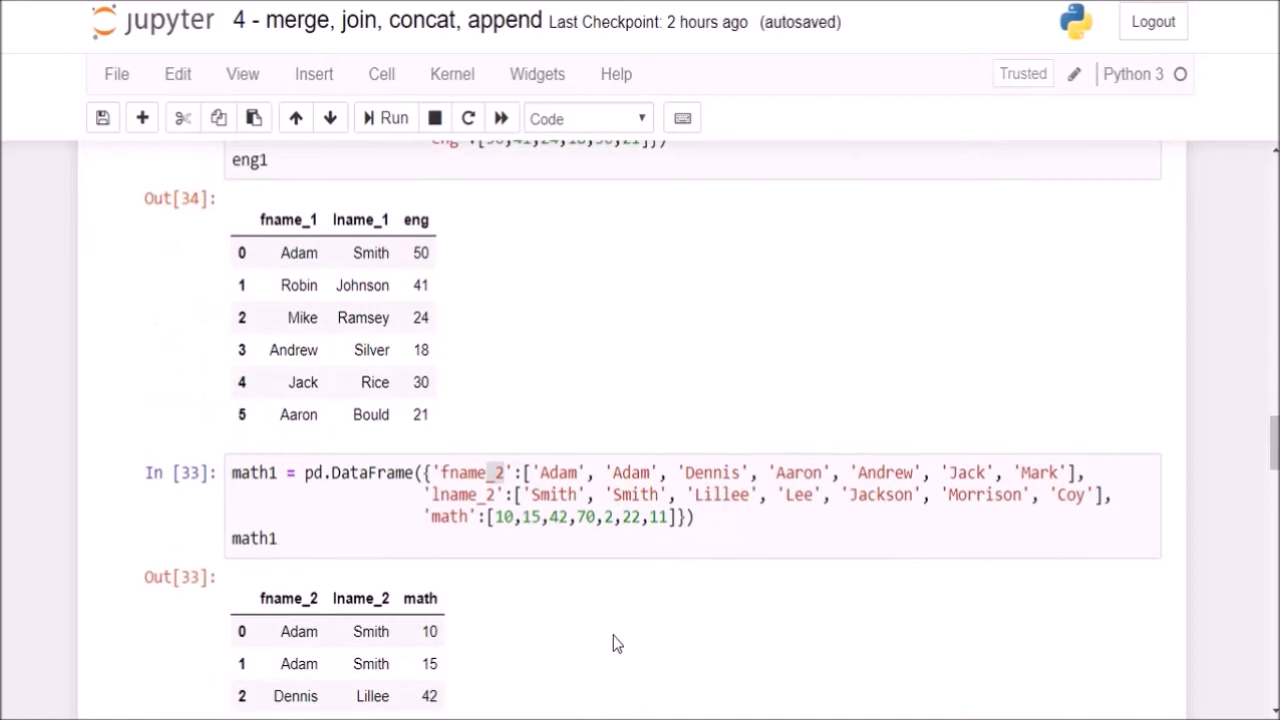 jupyter 4 - merge, join, concat, append Last Checkpoint: 2 hours ago (autosaved) Logout
File Edit View Insert Cell Kernel Widgets Help Trusted Python 3
Run Code
eng1
Out[34]:
fname_1 lname_1 eng
0 Adam Smith 50
1 Robin Johnson 41
2 Mike Ramsey 24
3 Andrew Silver 18
4 Jack Rice 30
5 Aaron Bould 21
In [33]: math1 = pd.DataFrame({'fname_2':['Adam', 'Adam', 'Dennis', 'Aaron', 'Andrew', 'Jack', 'Mark'],
'lname_2':['Smith', 'Smith', 'Lillee', 'Lee', 'Jackson', 'Morrison', 'Coy'],
'math':[10,15,42,70,2,22,11]})
math1
Out[33]:
fname_2 lname_2 math
0 Adam Smith 10
1 Adam Smith 15
2 Dennis Lillee 42